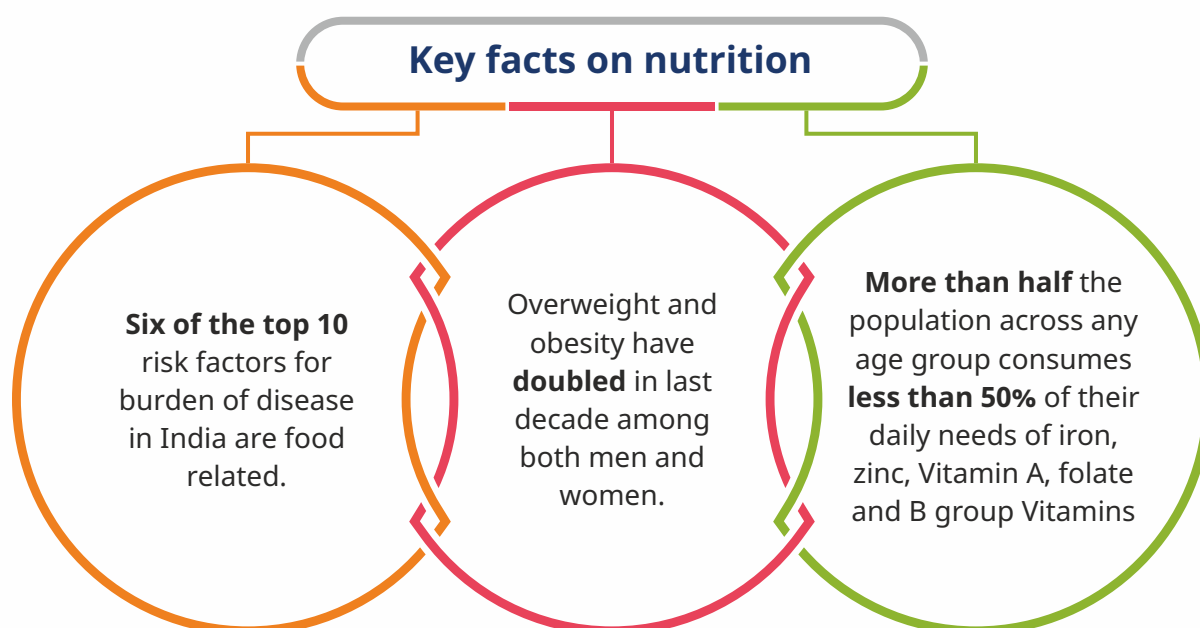 Key facts on nutrition
Six of the top 10
risk factors for
burden of disease
in India are food
related.
Overweight and
obesity have
doubled in last
decade among
both men and
women.
More than half the
population across any
age group consumes
less than 50% of their
daily needs of iron,
zinc, Vitamin A, folate
and B group Vitamins